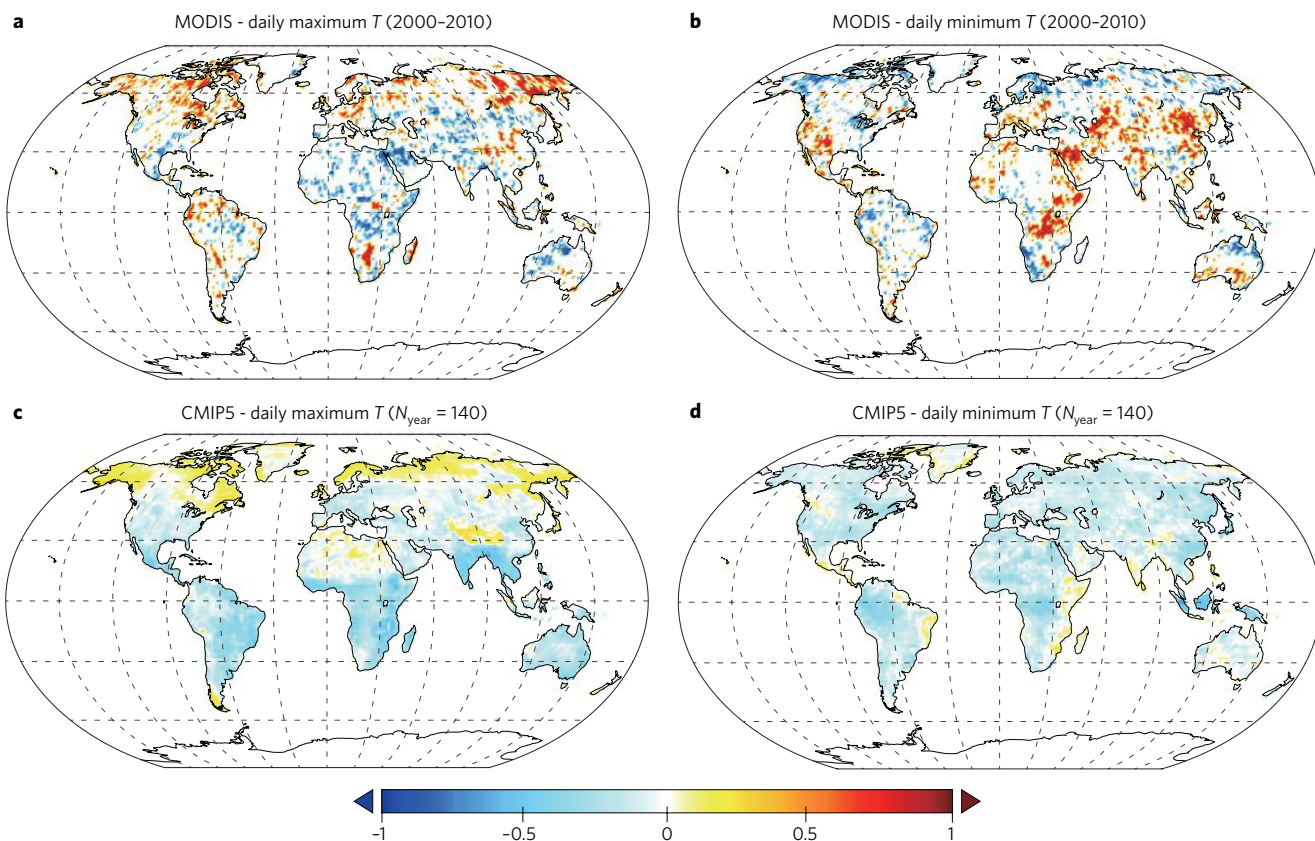 a
MODIS - daily maximum T (2000–2010)
b
MODIS - daily minimum T (2000–2010)
c
CMIP5 - daily maximum T (Nyear = 140)
d
CMIP5 - daily minimum T (Nyear = 140)
-1
-0.5
0
0.5
1